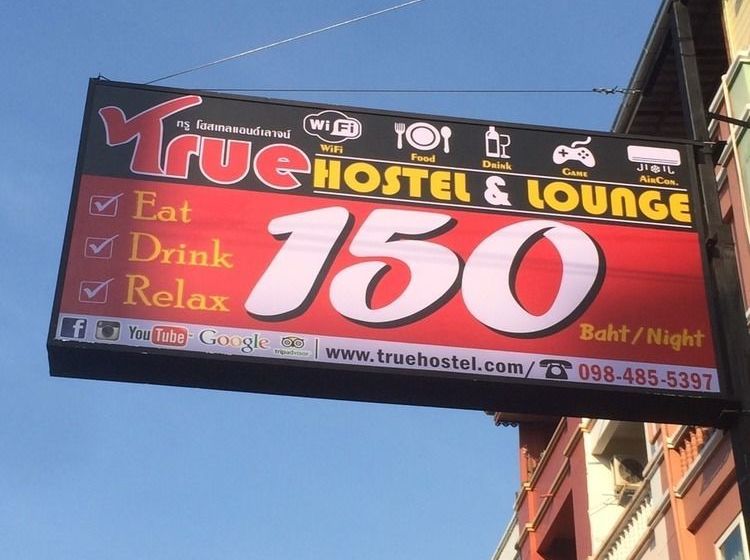 ทรู โฮสเทลแอนด์เลาจน์
True
WiFi
WiFi
Food
Drink
Game
AirCon.
HOSTEL & LOUNGE
Eat
Drink
Relax
150
Baht/Night
f
YouTube
Google
tripadvisor
www.truehostel.com/
098-485-5397